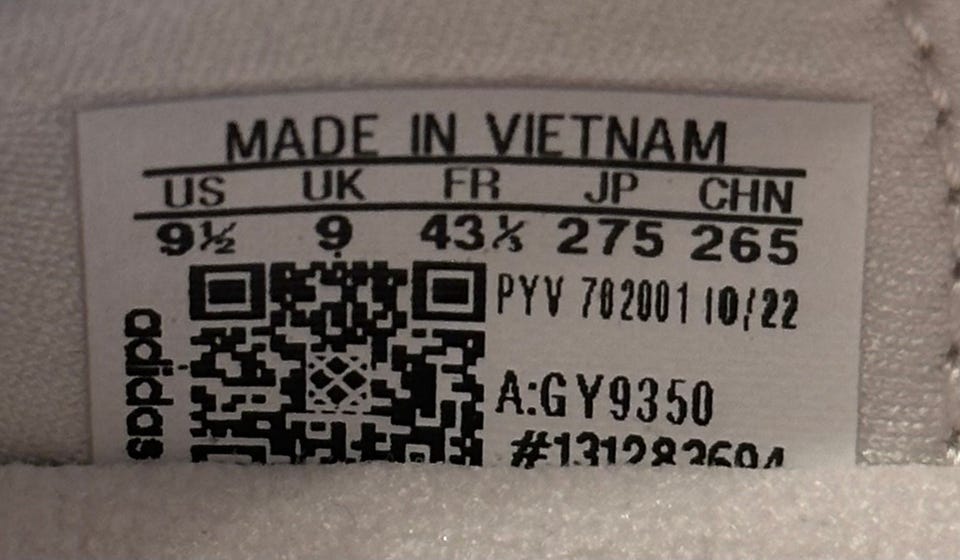 MADE IN VIETNAM
US UK FR JP CHN
9½ 9 43⅓ 275 265
PYV 702001 10/22
A:GY9350
#131283694
adidas